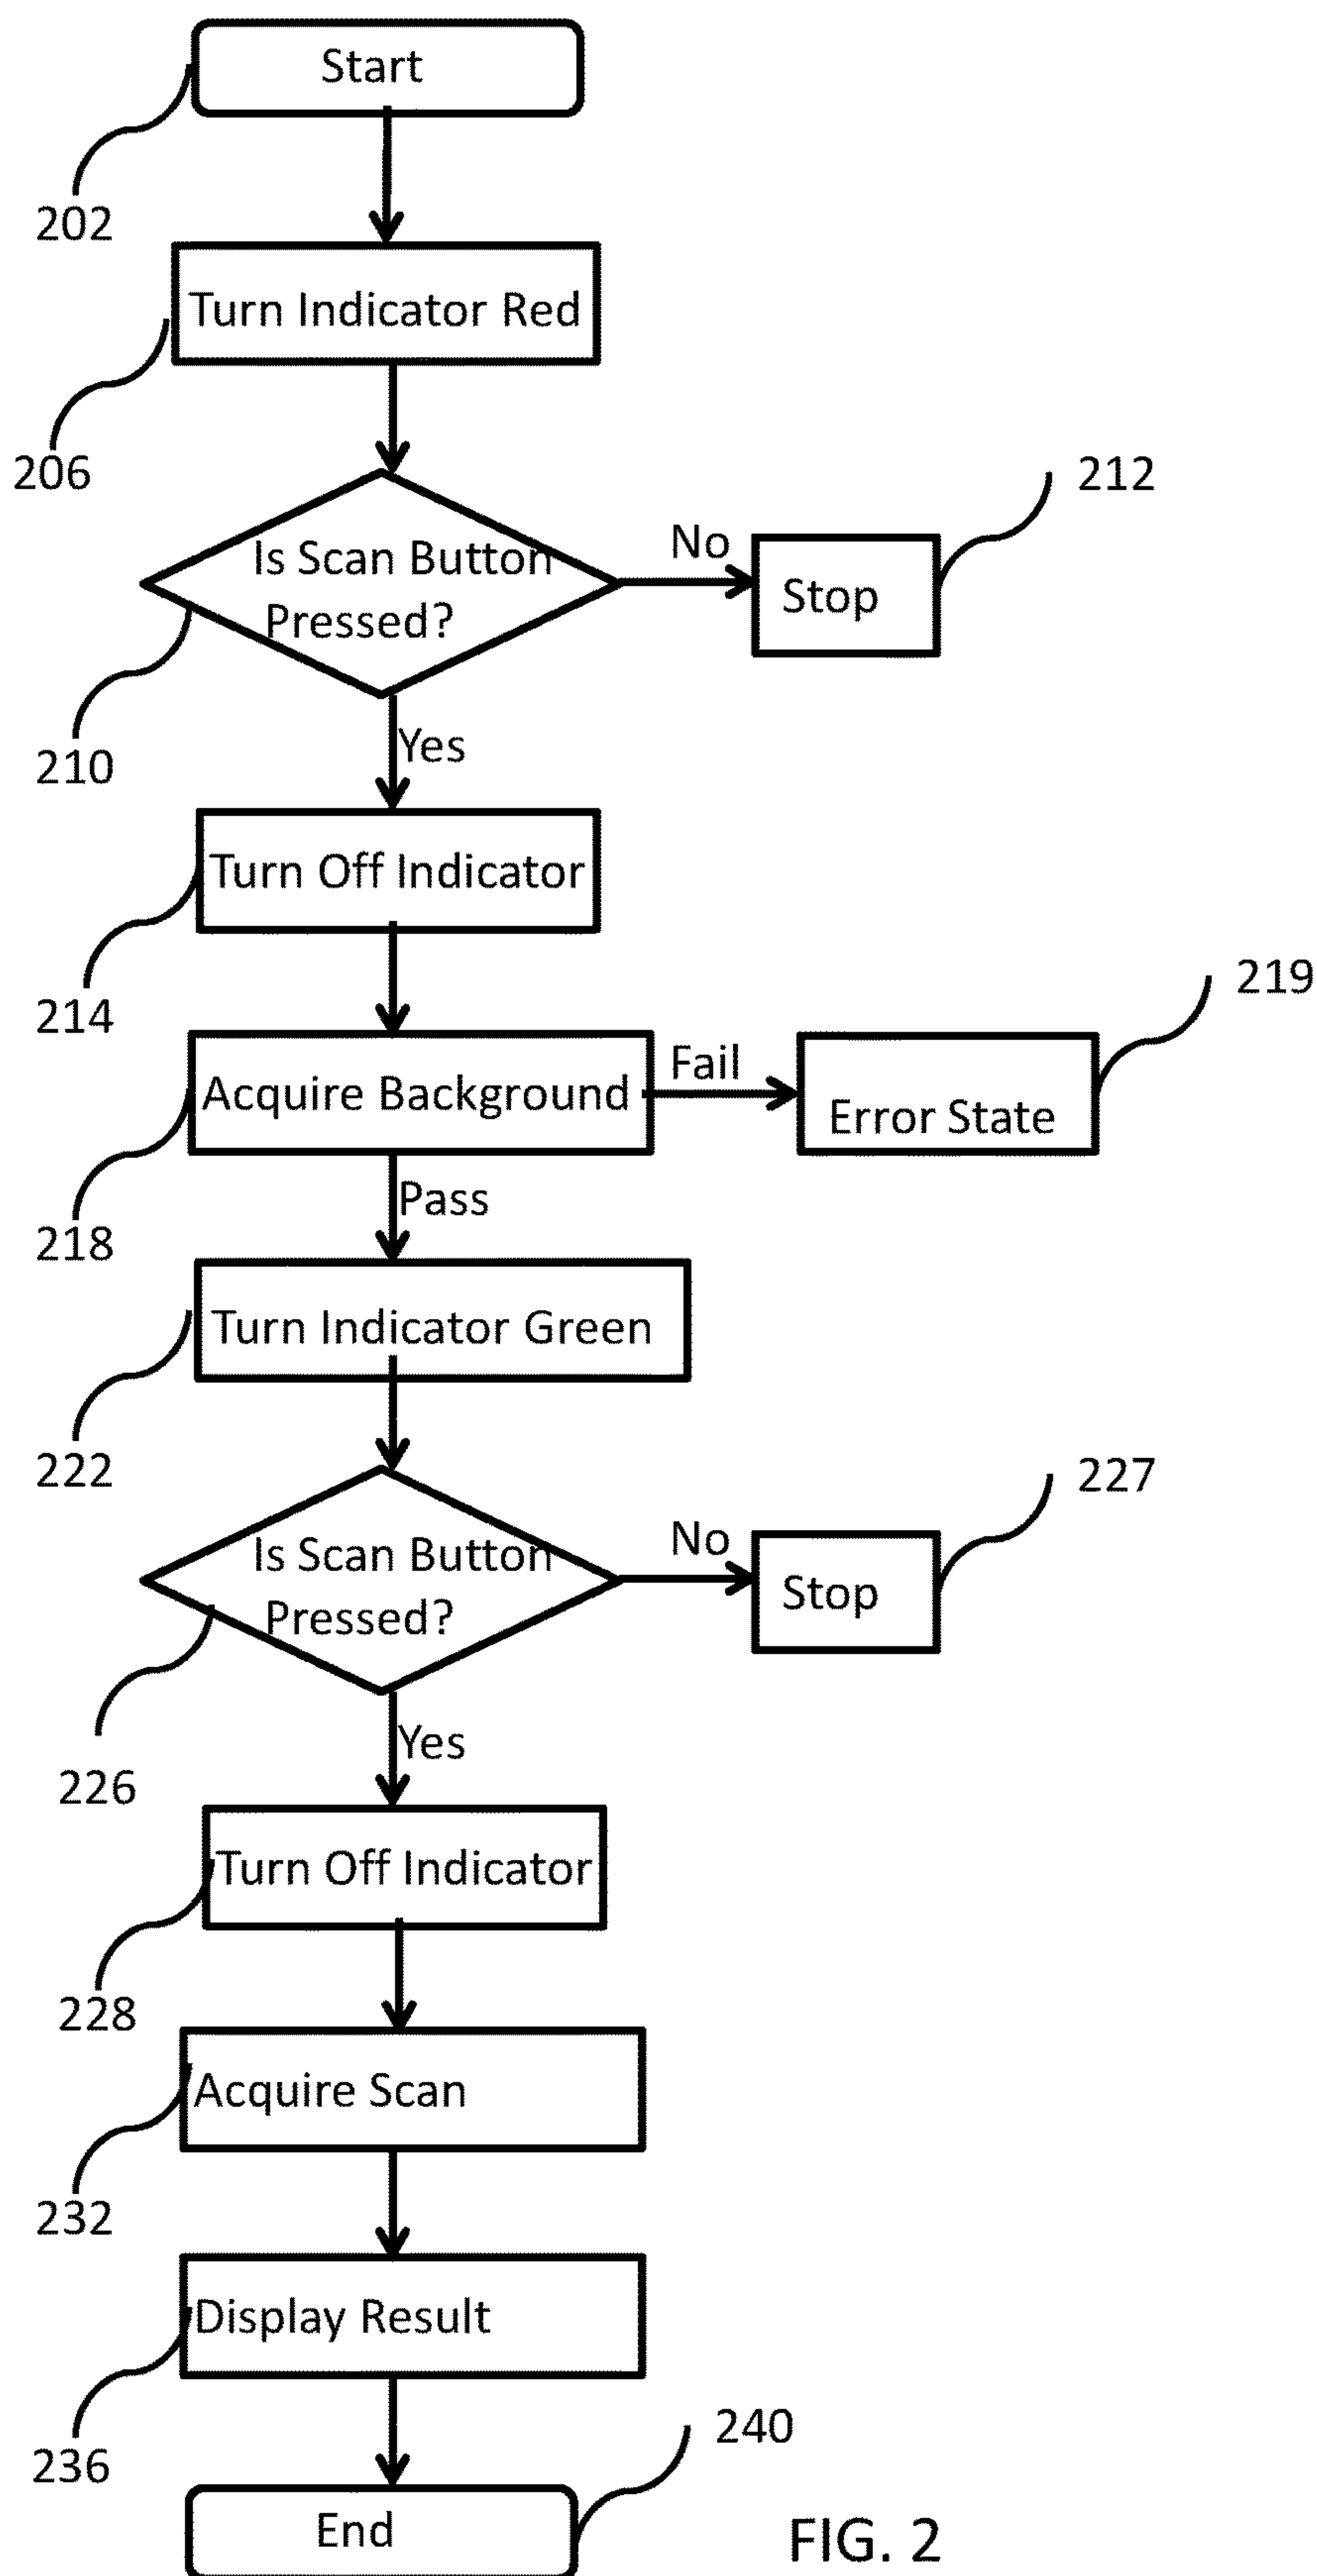 Start
202
Turn Indicator Red
206
212
No
Is Scan Button
Pressed?
Stop
210
Yes
Turn Off Indicator
214
219
Fail
Acquire Background
Error State
218
Pass
Turn Indicator Green
222
227
No
Is Scan Button
Pressed?
Stop
226
Yes
Turn Off Indicator
228
Acquire Scan
232
Display Result
236
240
End
FIG. 2